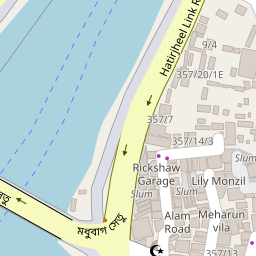 Hatirjheel Link R
9/4
357/20/1E
357/7
357/14/3
Slum
Rickshaw
Garage
Lily Monzil
Slum
Slum
Alam
Road
Meharun
vila
মধুবাগ সেতু
সেতু
357/13